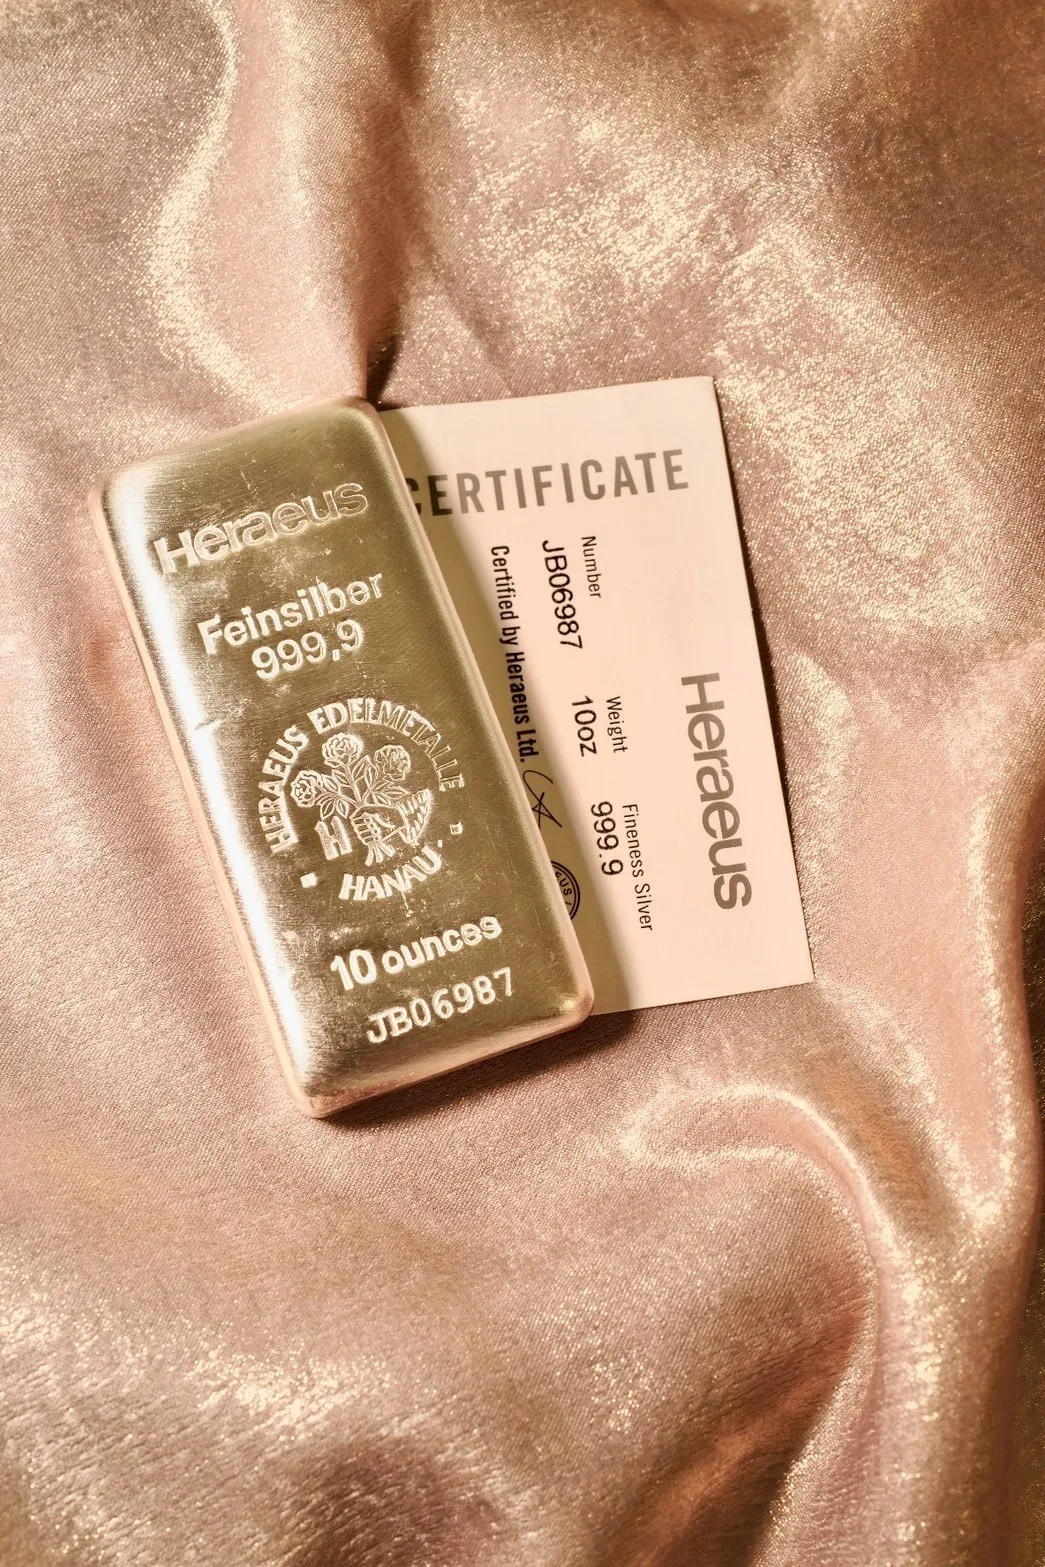 Heraeus
Feinsilber
999,9
HERAEUS EDELMETALLE
H
HANAU
10 ounces
JB06987
CERTIFICATE
Heraeus
Number
JB06987
Weight
10oz
Fineness Silver
999.9
Certified by Heraeus Ltd.